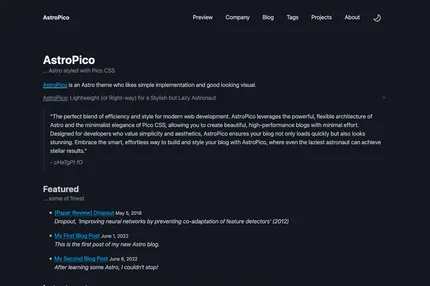 AstroPico
Preview Company Blog Tags Projects About
AstroPico
... Astro styled with Pico CSS
AstroPico is an Astro theme who likes simple implementation and good looking visual.
AstroPico: Lightweight (or Right-way) for a Stylish but Lazy Astronaut
"The perfect blend of efficiency and style for modern web development. AstroPico leverages the powerful, flexible architecture of
Astro and the minimalist elegance of Pico CSS, allowing you to create beautiful, high-performance blogs with minimal effort.
Designed for developers who value simplicity and aesthetics, AstroPico ensures your blog not only loads quickly but also looks
stunning. Embrace the smart, effortless way to build and style your blog with AstroPico, where even the laziest astronaut can achieve
stellar results."
- cHaTgPt fO
Featured
... some of finest
[Paper Review] Dropout May 5, 2016
Dropout, 'Improving neural networks by preventing co-adaptation of feature detectors' (2012)
My First Blog Post June 1, 2022
This is the first post of my new Astro blog.
My Second Blog Post June 8, 2022
After learning some Astro, I couldn't stop!